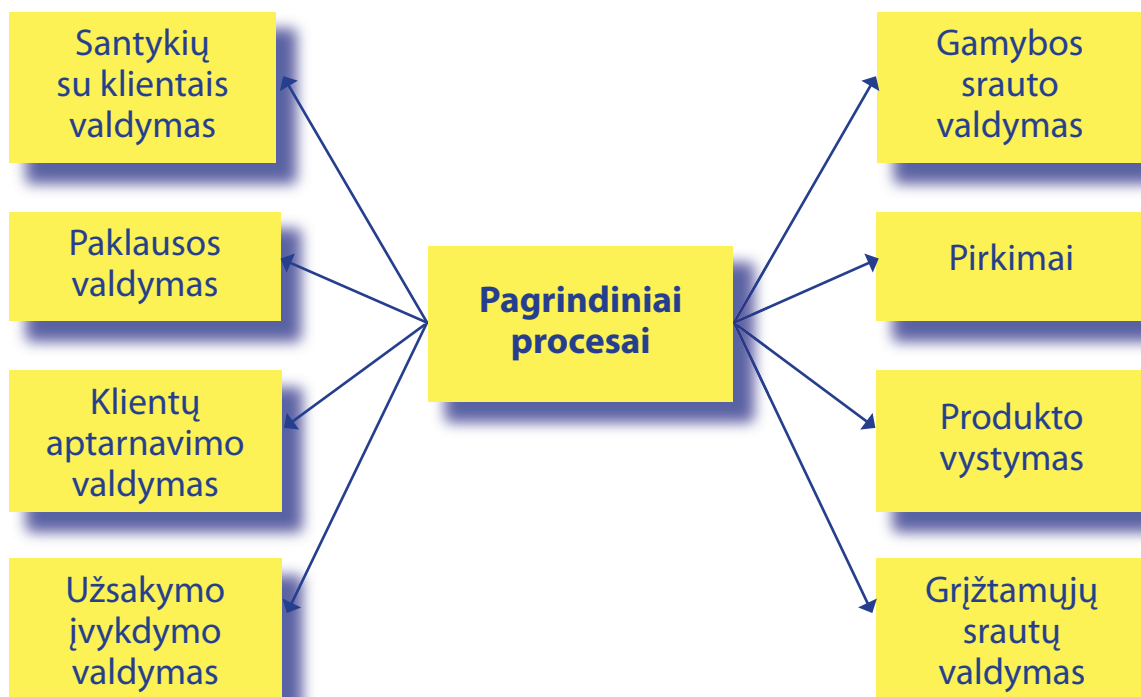 Santykių
su klientais
valdymas
Paklausos
valdymas
Klientų
aptarnavimo
valdymas
Užsakymo
įvykdymo
valdymas
Pagrindiniai
procesai
Gamybos
srauto
valdymas
Pirkimai
Produkto
vystymas
Grįžtamųjų
srautų
valdymas